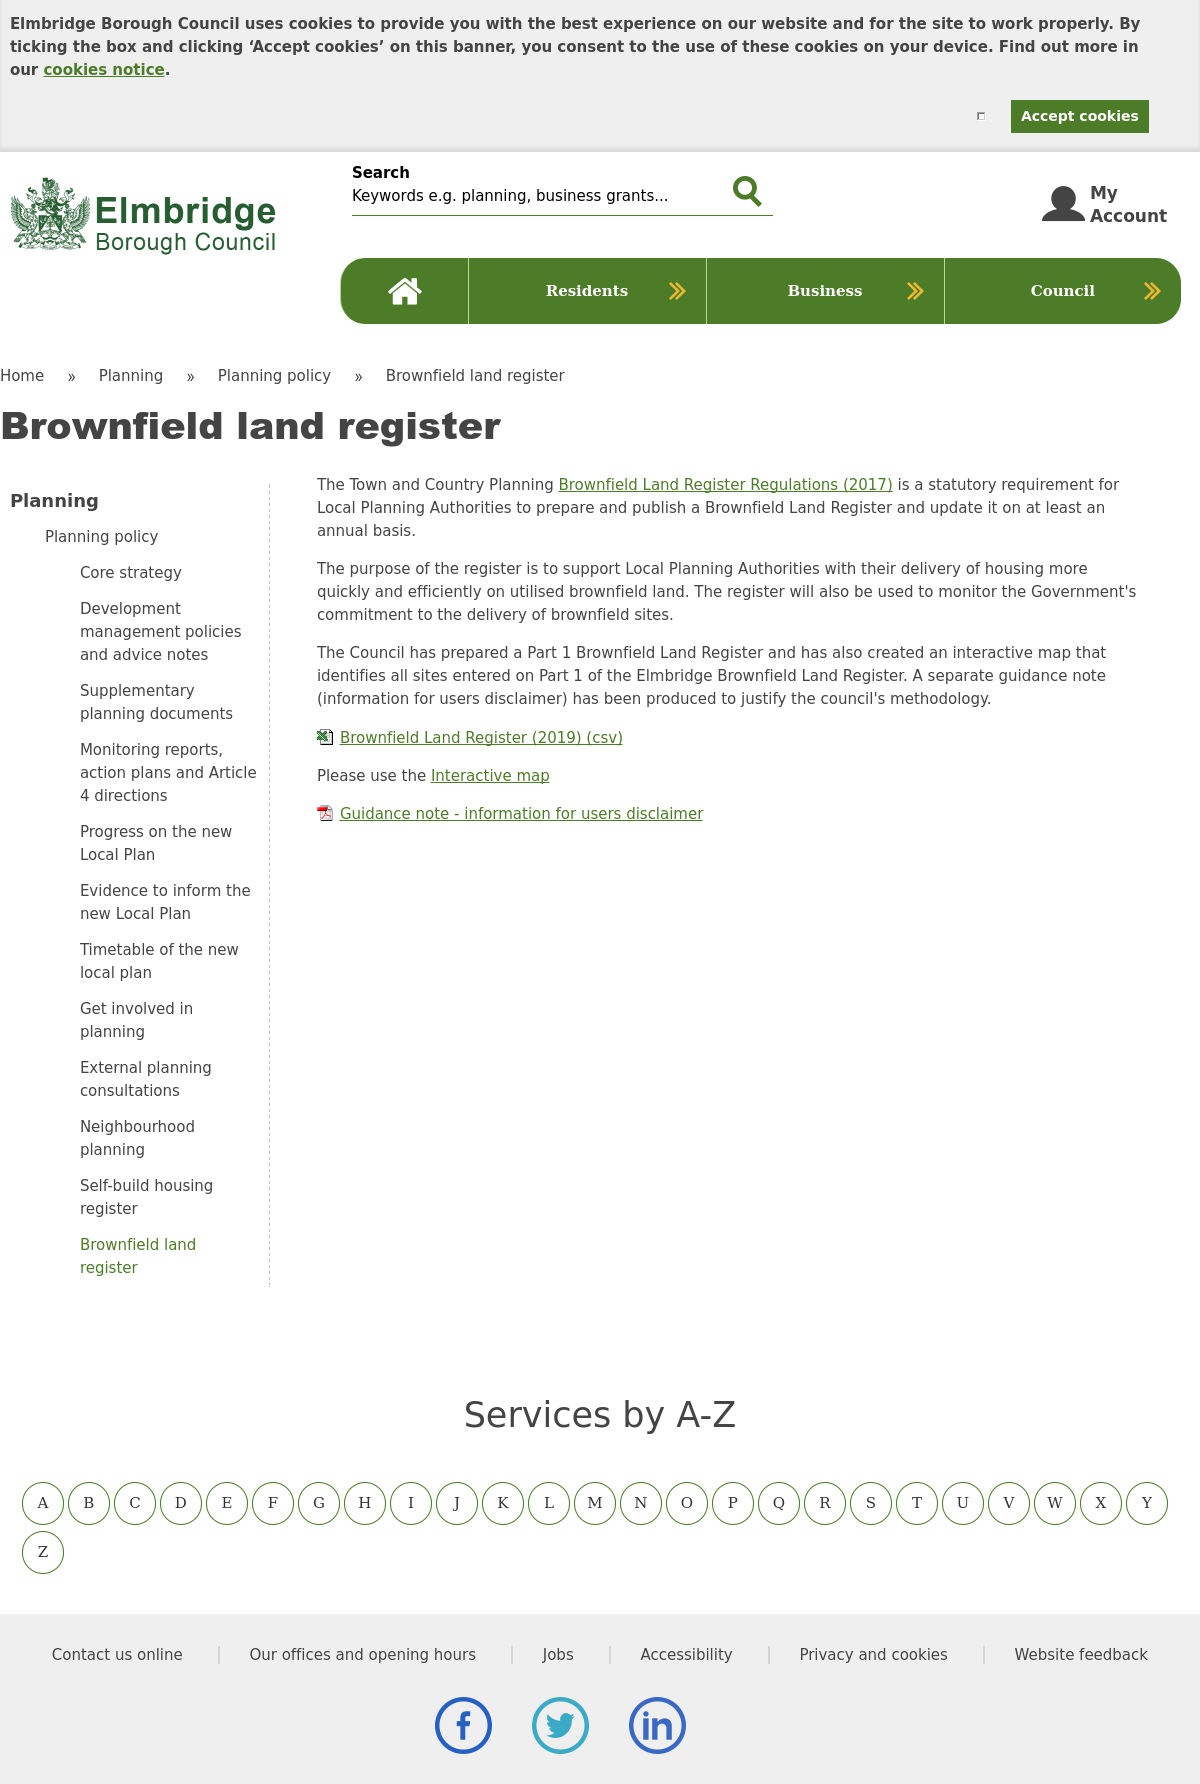 Elmbridge Borough Council uses cookies to provide you with the best experience on our website and for the site to work properly. By
ticking the box and clicking ‘Accept cookies’ on this banner, you consent to the use of these cookies on your device. Find out more in
our cookies notice.
Accept cookies
Elmbridge
Borough Council
Search
Keywords e.g. planning, business grants...
My
Account
Residents
Business
Council
Home » Planning » Planning policy » Brownfield land register
Brownfield land register
Planning
Planning policy
Core strategy
Development
management policies
and advice notes
Supplementary
planning documents
Monitoring reports,
action plans and Article
4 directions
Progress on the new
Local Plan
Evidence to inform the
new Local Plan
Timetable of the new
local plan
Get involved in
planning
External planning
consultations
Neighbourhood
planning
Self-build housing
register
Brownfield land
register
The Town and Country Planning Brownfield Land Register Regulations (2017) is a statutory requirement for
Local Planning Authorities to prepare and publish a Brownfield Land Register and update it on at least an
annual basis.
The purpose of the register is to support Local Planning Authorities with their delivery of housing more
quickly and efficiently on utilised brownfield land. The register will also be used to monitor the Government's
commitment to the delivery of brownfield sites.
The Council has prepared a Part 1 Brownfield Land Register and has also created an interactive map that
identifies all sites entered on Part 1 of the Elmbridge Brownfield Land Register. A separate guidance note
(information for users disclaimer) has been produced to justify the council's methodology.
Brownfield Land Register (2019) (csv)
Please use the Interactive map
Guidance note - information for users disclaimer
Services by A-Z
A B C D E F G H I J K L M N O P Q R S T U V W X Y
Z
Contact us online
Our offices and opening hours
Jobs
Accessibility
Privacy and cookies
Website feedback